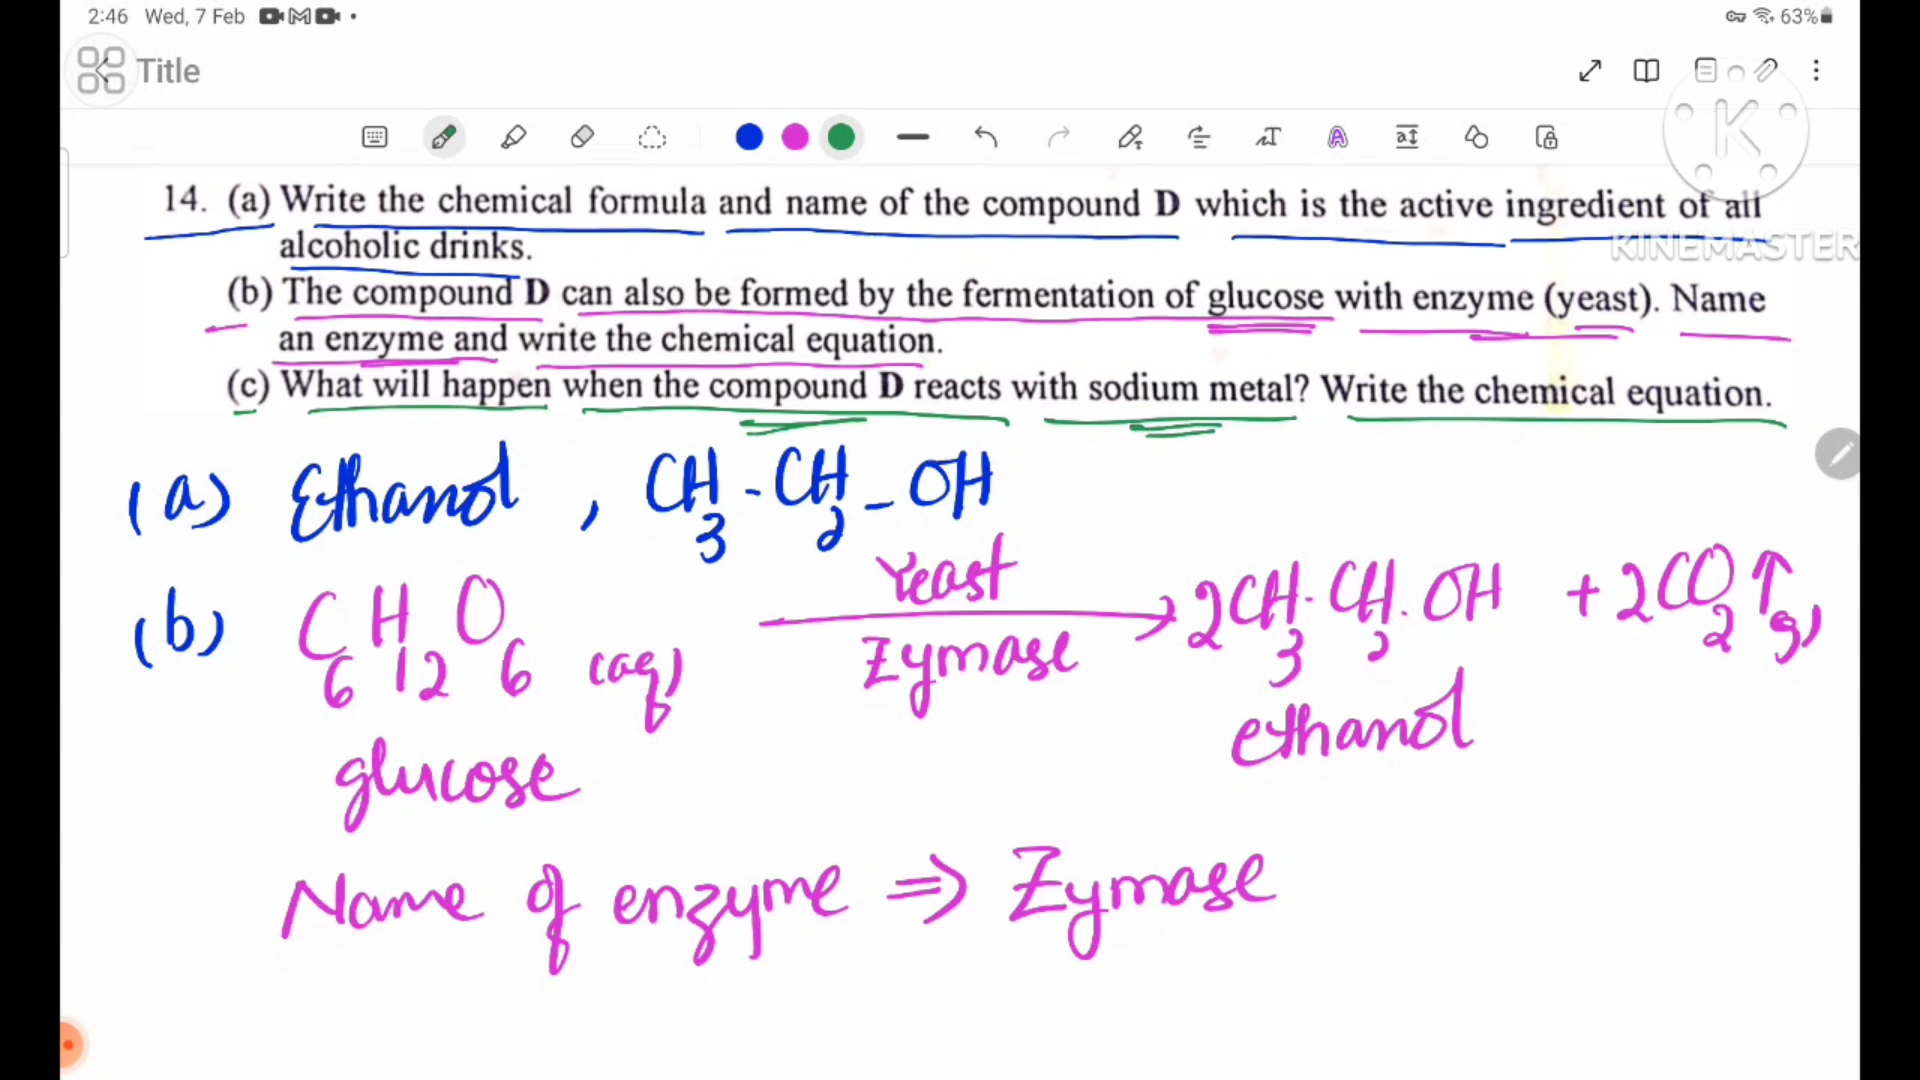 2:46 Wed, 7 Feb
63%
Title
K
KINEMASTER
14. (a) Write the chemical formula and name of the compound D which is the active ingredient of all
alcoholic drinks.
(b) The compound D can also be formed by the fermentation of glucose with enzyme (yeast). Name
an enzyme and write the chemical equation.
(c) What will happen when the compound D reacts with sodium metal? Write the chemical equation.
(a) Ethanol , CH₃-CH₂-OH
(b) C₆H₁₂O₆ (aq) Yeast Zymase → 2CH₃·CH₂·OH + 2CO₂↑(g)
glucose ethanol
Name of enzyme ⇒ Zymase